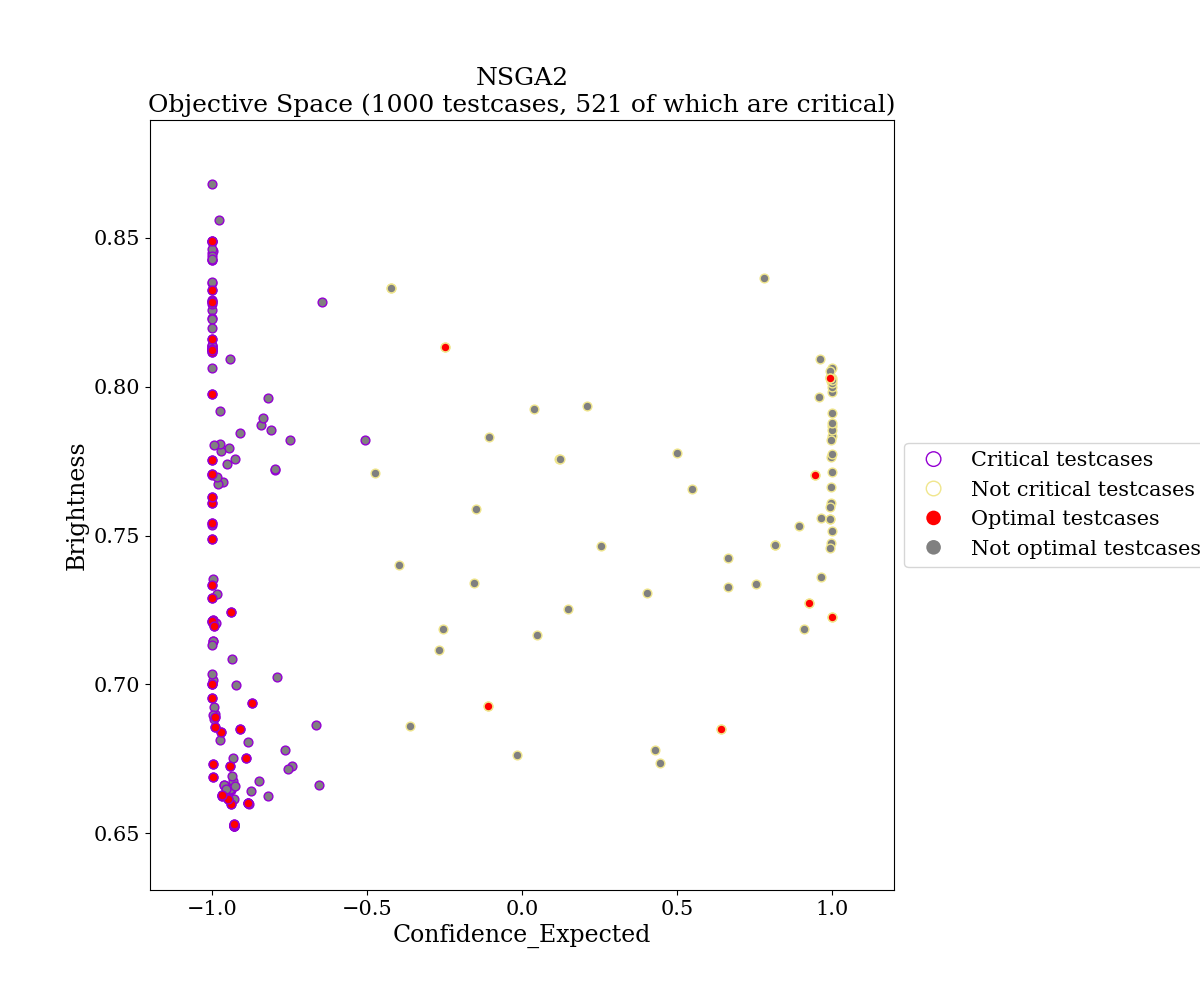 NSGA2
Objective Space (1000 testcases, 521 of which are critical)
0.85
0.80
0.75
0.70
0.65
Brightness
−1.0
−0.5
0.0
0.5
1.0
Confidence_Expected
Critical testcases
Not critical testcases
Optimal testcases
Not optimal testcases